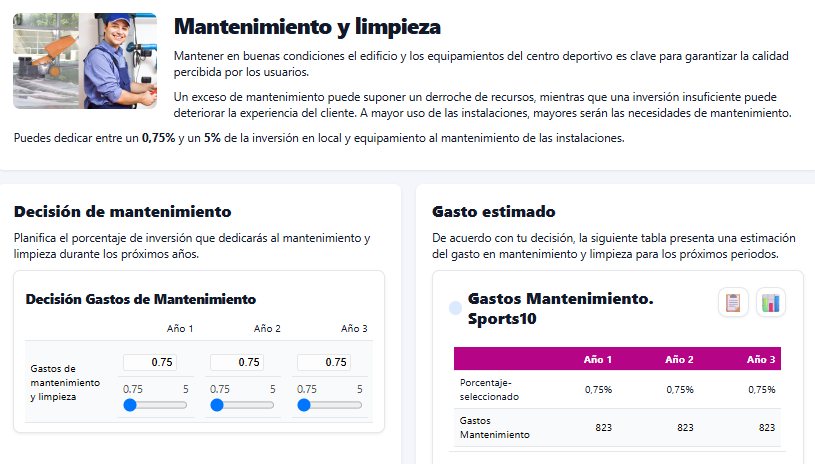 Mantenimiento y limpieza
Mantener en buenas condiciones el edificio y los equipamientos del centro deportivo es clave para garantizar la calidad
percibida por los usuarios.
Un exceso de mantenimiento puede suponer un derroche de recursos, mientras que una inversión insuficiente puede
deteriorar la experiencia del cliente. A mayor uso de las instalaciones, mayores serán las necesidades de mantenimiento.
Puedes dedicar entre un 0,75% y un 5% de la inversión en local y equipamiento al mantenimiento de las instalaciones.
Decisión de mantenimiento
Planifica el porcentaje de inversión que dedicarás al mantenimiento y
limpieza durante los próximos años.
Decisión Gastos de Mantenimiento
Año 1 Año 2 Año 3
Gastos de
mantenimiento
y limpieza
0.75 0.75 0.75
0.75 5 0.75 5 0.75 5
Gasto estimado
De acuerdo con tu decisión, la siguiente tabla presenta una estimación
del gasto en mantenimiento y limpieza para los próximos periodos.
Gastos Mantenimiento.
Sports10
Año 1 Año 2 Año 3
Porcentaje-
seleccionado
0,75% 0,75% 0,75%
Gastos
Mantenimiento
823 823 823